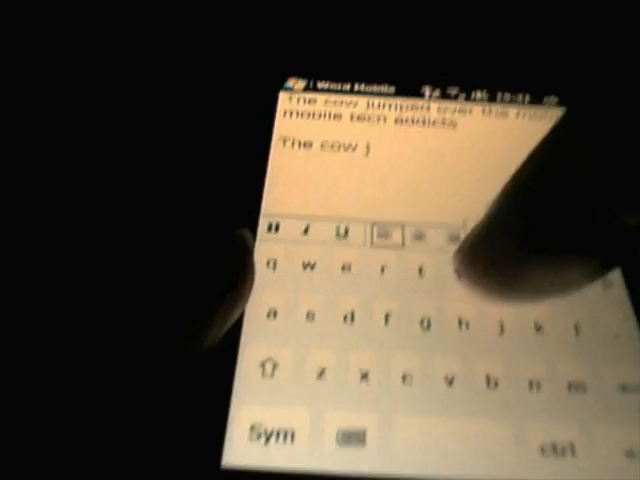 Word Mobile
The cow jumped over the
mobile tech addicts
The cow j
B I U
q w e r t
a s d f g h j k l
z x c v b n m
Sym ctrl